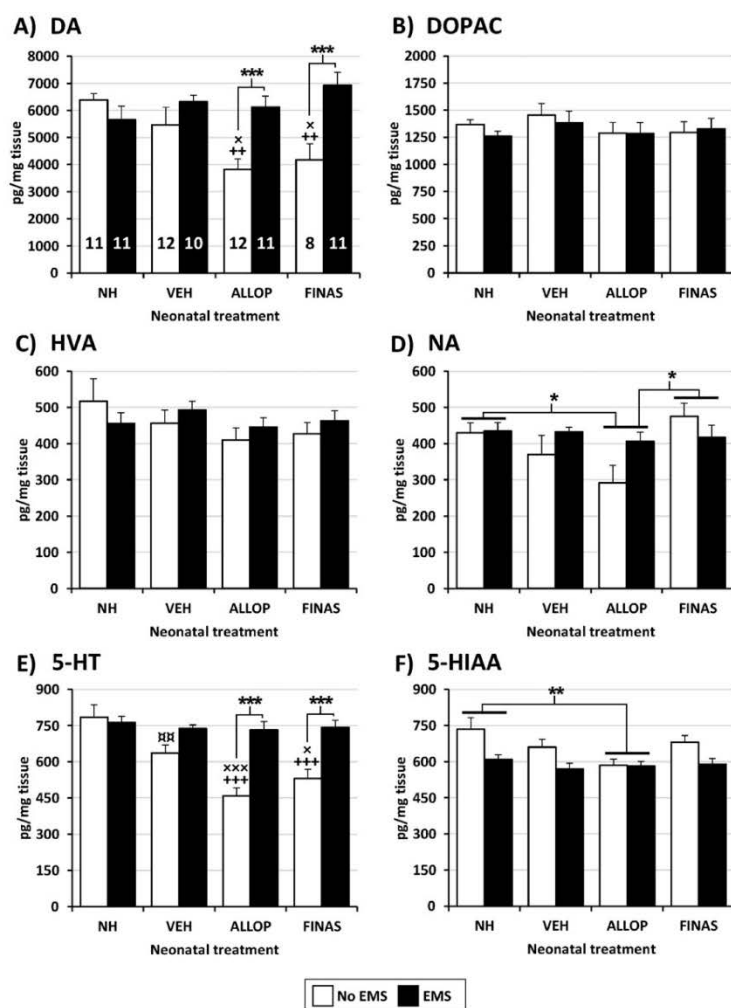 A) DA
pg/mg tissue
8000
7000
6000
5000
4000
3000
2000
1000
0
***
***
×
++
×
++
11 11 12 10 12 11 8 11
NH VEH ALLOP FINAS
Neonatal treatment
B) DOPAC
pg/mg tissue
2000
1750
1500
1250
1000
750
500
250
0
NH VEH ALLOP FINAS
Neonatal treatment
C) HVA
pg/mg tissue
600
500
400
300
200
100
0
NH VEH ALLOP FINAS
Neonatal treatment
D) NA
pg/mg tissue
600
500
400
300
200
100
0
*
*
NH VEH ALLOP FINAS
Neonatal treatment
E) 5-HT
pg/mg tissue
900
750
600
450
300
150
0
***
***
¤¤
×××
+++
×
+++
NH VEH ALLOP FINAS
Neonatal treatment
F) 5-HIAA
pg/mg tissue
900
750
600
450
300
150
0
**
NH VEH ALLOP FINAS
Neonatal treatment
No EMS EMS